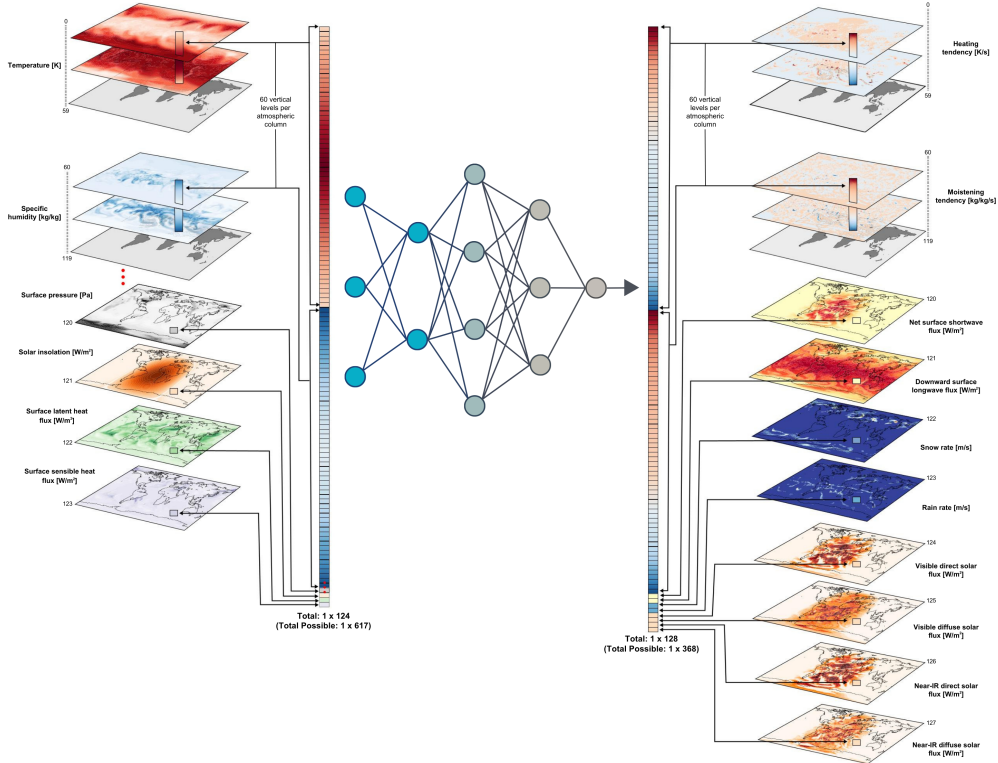 0
Temperature [K]
59
60 vertical
levels per
atmospheric
column
60
Specific
humidity [kg/kg]
119
Surface pressure [Pa]
120
Solar insolation [W/m²]
121
Surface latent heat
flux [W/m²]
122
Surface sensible heat
flux [W/m²]
123
Total: 1 x 124
(Total Possible: 1 x 617)
60 vertical
levels per
atmospheric
column
Total: 1 x 128
(Total Possible: 1 x 368)
0
Heating
tendency [K/s]
59
60
Moistening
tendency [kg/kg/s]
119
120
Net surface shortwave
flux [W/m²]
121
Downward surface
longwave flux [W/m²]
122
Snow rate [m/s]
123
Rain rate [m/s]
124
Visible direct solar
flux [W/m²]
125
Visible diffuse solar
flux [W/m²]
126
Near-IR direct solar
flux [W/m²]
127
Near-IR diffuse solar
flux [W/m²]